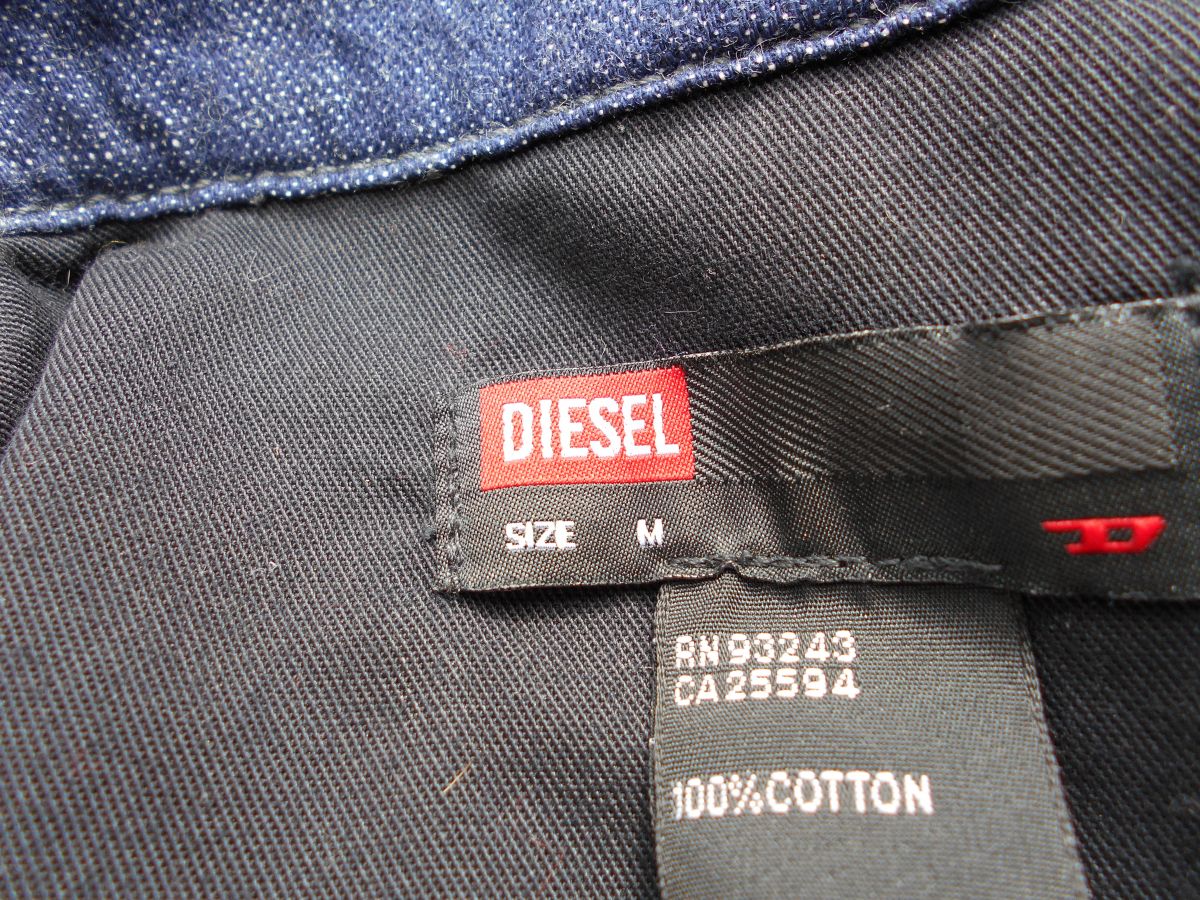 DIESEL
SIZE M
D
RN 93243
CA 25594
100% COTTON